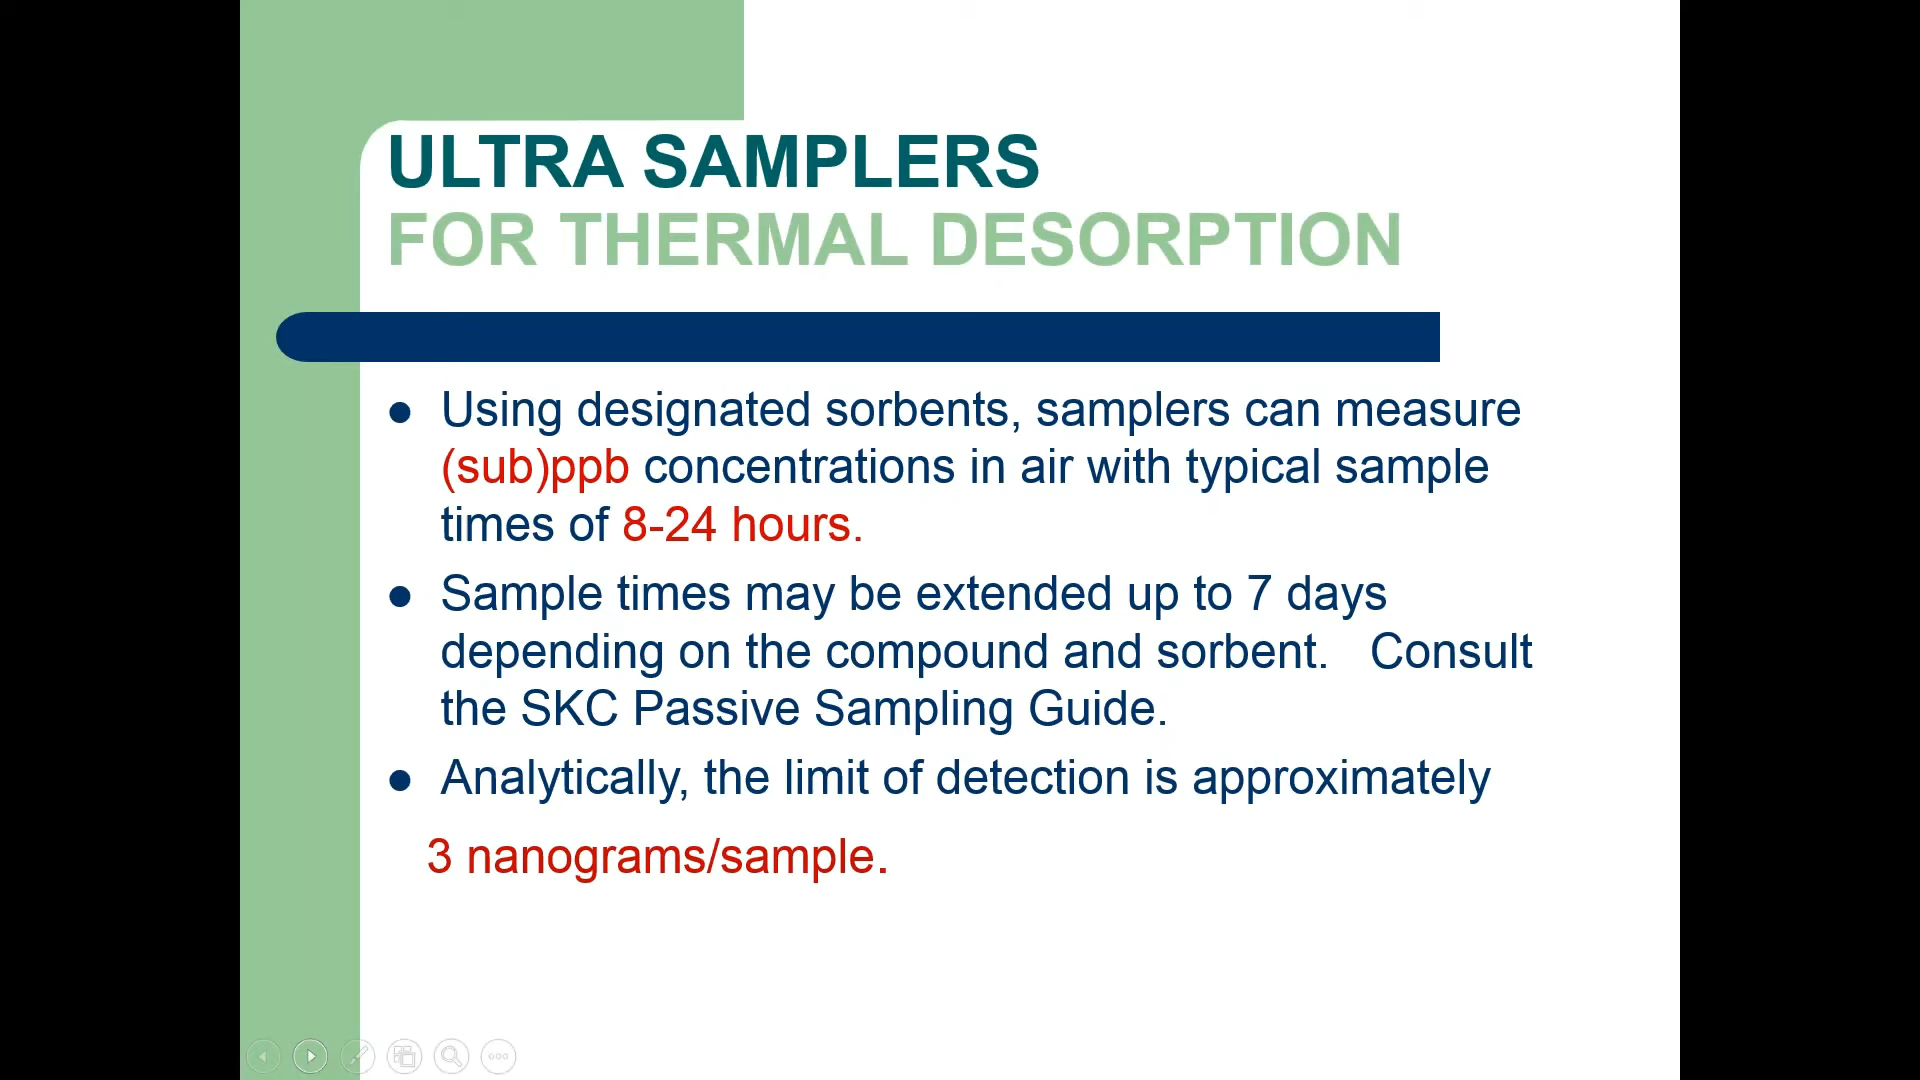 ULTRA SAMPLERS
FOR THERMAL DESORPTION
● Using designated sorbents, samplers can measure
(sub)ppb concentrations in air with typical sample
times of 8-24 hours.
● Sample times may be extended up to 7 days
depending on the compound and sorbent. Consult
the SKC Passive Sampling Guide.
● Analytically, the limit of detection is approximately
3 nanograms/sample.